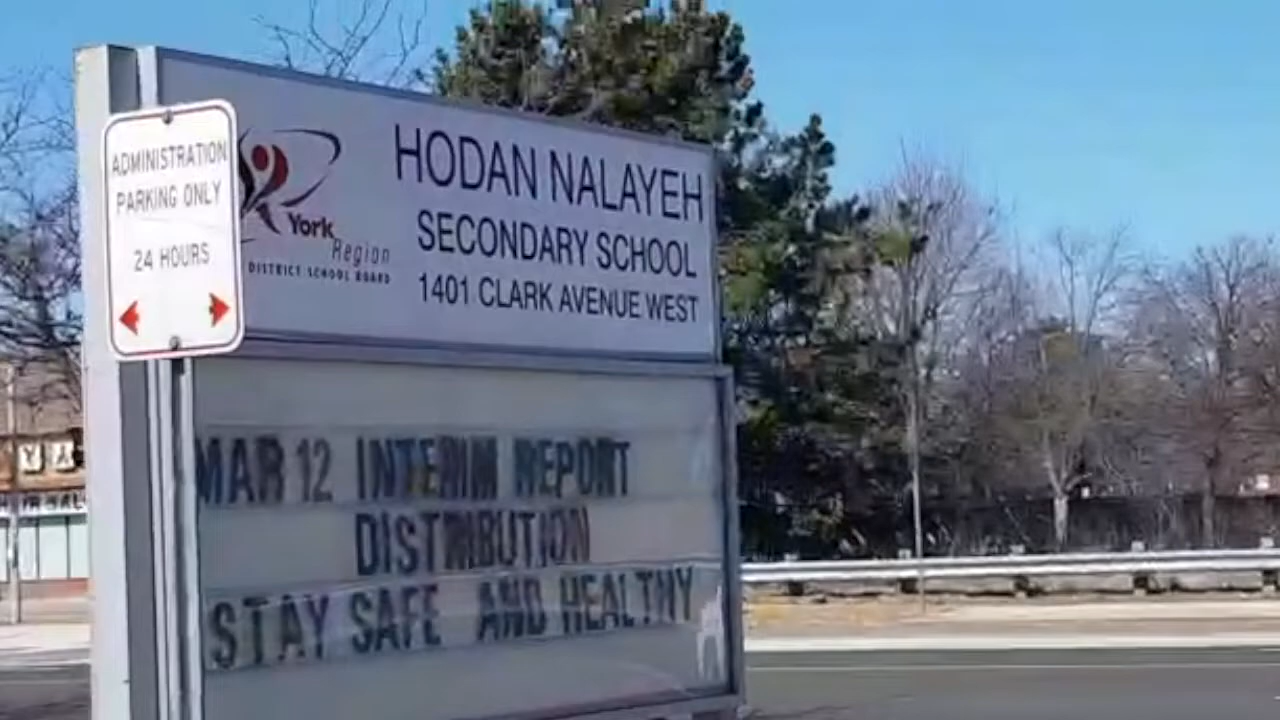 ADMINISTRATION
PARKING ONLY
24 HOURS
York
Region
DISTRICT SCHOOL BOARD
HODAN NALAYEH
SECONDARY SCHOOL
1401 CLARK AVENUE WEST
MAR 12 INTERIM REPORT
DISTRIBUTION
STAY SAFE AND HEALTHY